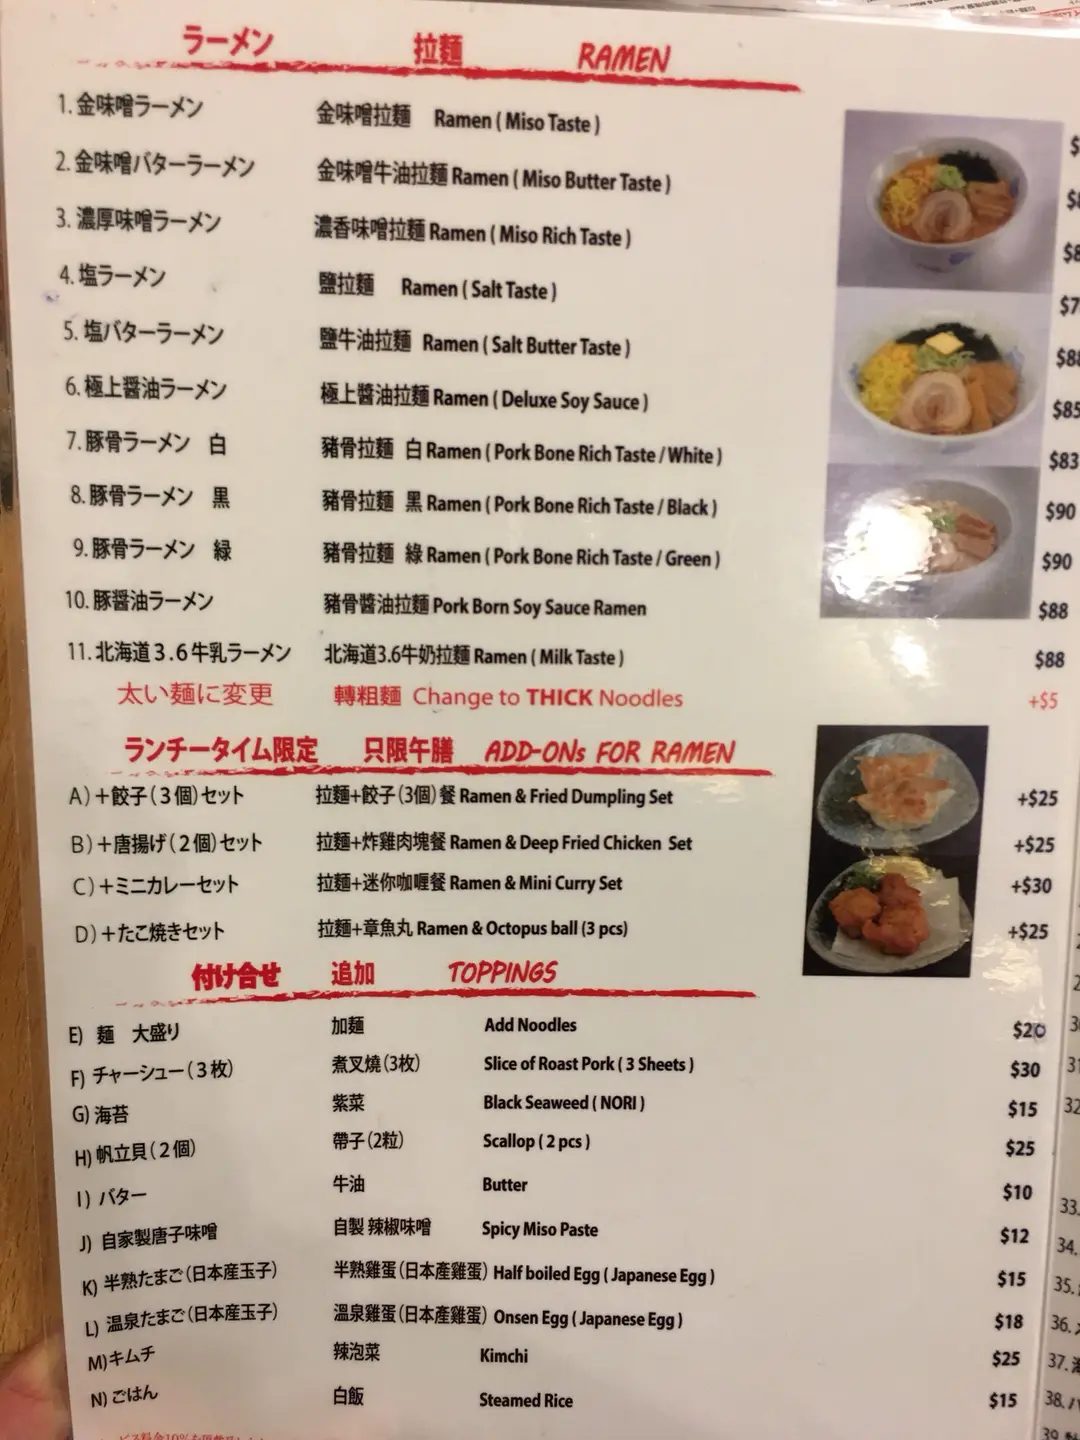 ラーメン 拉麵 RAMEN
1. 金味噌ラーメン 金味噌拉麵 Ramen ( Miso Taste ) $
2. 金味噌バターラーメン 金味噌牛油拉麵 Ramen ( Miso Butter Taste )
3. 濃厚味噌ラーメン 濃香味噌拉麵 Ramen ( Miso Rich Taste )
4. 塩ラーメン 鹽拉麵 Ramen ( Salt Taste )
5. 塩バターラーメン 鹽牛油拉麵 Ramen ( Salt Butter Taste ) $88
6. 極上醤油ラーメン 極上醬油拉麵 Ramen ( Deluxe Soy Sauce ) $85
7. 豚骨ラーメン 白 豬骨拉麵 白 Ramen ( Pork Bone Rich Taste / White ) $83
8. 豚骨ラーメン 黒 豬骨拉麵 黑 Ramen ( Pork Bone Rich Taste / Black ) $90
9. 豚骨ラーメン 緑 豬骨拉麵 綠 Ramen ( Pork Bone Rich Taste / Green ) $90
10. 豚醤油ラーメン 豬骨醬油拉麵 Pork Born Soy Sauce Ramen $88
11. 北海道３.６牛乳ラーメン 北海道3.6牛奶拉麵 Ramen ( Milk Taste ) $88
太い麺に変更 轉粗麵 Change to THICK Noodles +$5
ランチータイム限定 只限午膳 ADD-ONs FOR RAMEN
A)＋餃子(３個)セット 拉麵+餃子(3個)餐 Ramen & Fried Dumpling Set +$25
B)＋唐揚げ(２個)セット 拉麵+炸雞肉塊餐 Ramen & Deep Fried Chicken Set +$25
C)＋ミニカレーセット 拉麵+迷你咖喱餐 Ramen & Mini Curry Set +$30
D)＋たこ焼きセット 拉麵+章魚丸 Ramen & Octopus ball (3 pcs) +$25
付け合せ 追加 TOPPINGS
E) 麺 大盛り 加麵 Add Noodles $20
F) チャーシュー(３枚) 煮叉燒(3枚) Slice of Roast Pork ( 3 Sheets ) $30
G) 海苔 紫菜 Black Seaweed ( NORI ) $15
H) 帆立貝(２個) 帶子(2粒) Scallop ( 2 pcs ) $25
I) バター 牛油 Butter $10
J) 自家製唐子味噌 自製 辣椒味噌 Spicy Miso Paste $12
K) 半熟たまご(日本産玉子) 半熟雞蛋(日本產雞蛋) Half boiled Egg ( Japanese Egg ) $15
L) 温泉たまご(日本産玉子) 溫泉雞蛋(日本產雞蛋) Onsen Egg ( Japanese Egg ) $18
M)キムチ 辣泡菜 Kimchi $25
N) ごはん 白飯 Steamed Rice $15
31
32
33.
34.
35.
36.
37.
38.
39